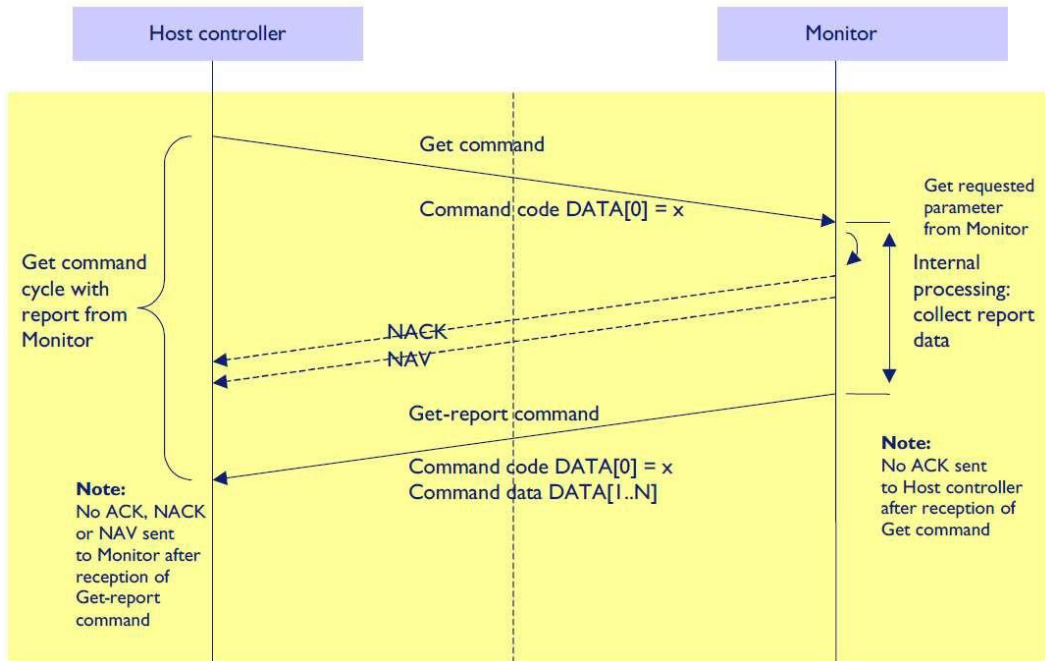 Host controller
Monitor
Get command
Command code DATA[0] = x
Get requested
parameter
from Monitor
Get command
cycle with
report from
Monitor
Internal
processing:
collect report
data
NACK
NAV
Get-report command
Command code DATA[0] = x
Command data DATA[1..N]
Note:
No ACK sent
to Host controller
after reception of
Get command
Note:
No ACK, NACK
or NAV sent
to Monitor after
reception of
Get-report
command